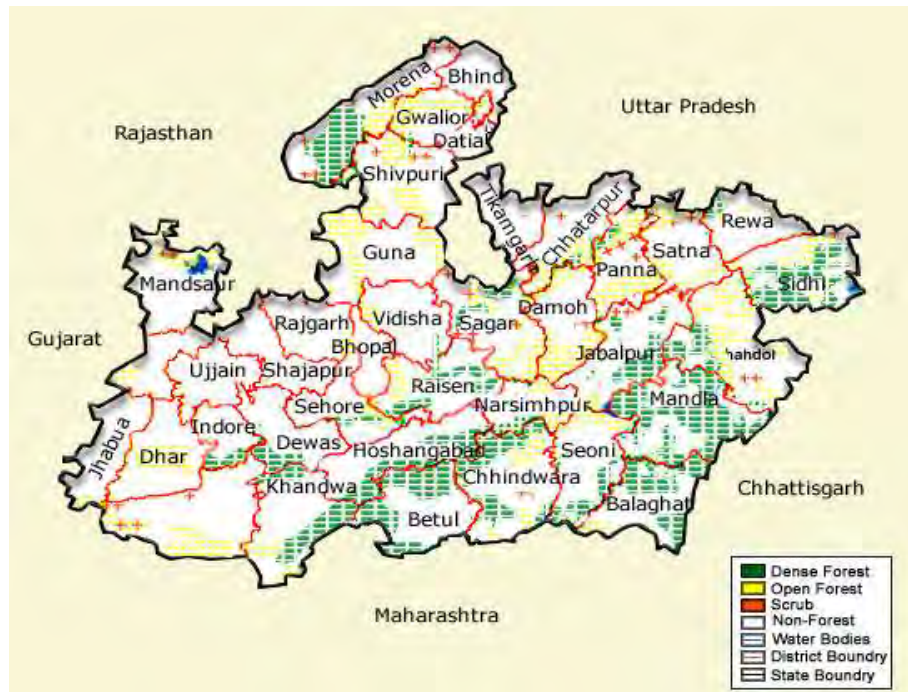 Bhind
Morena
Uttar Pradesh
Gwalior
Rajasthan
Datia
Shivpuri
Tikamgarh
Chhatarpur
Rewa
Guna
Satna
Panna
Sidhi
Mandsaur
Damoh
Vidisha
Sagar
Rajgarh
Gujarat
Bhopal
Jabalpur
hahdol
Ujjain
Shajapur
Raisen
Mandla
Narsimhpur
Sehore
Indore
Jhabua
Dewas
Hoshangabad
Seoni
Dhar
Chhindwara
Khandwa
Chhattisgarh
Balaghat
Betul
Maharashtra
Dense Forest
Open Forest
Scrub
Non-Forest
Water Bodies
District Boundry
State Boundry